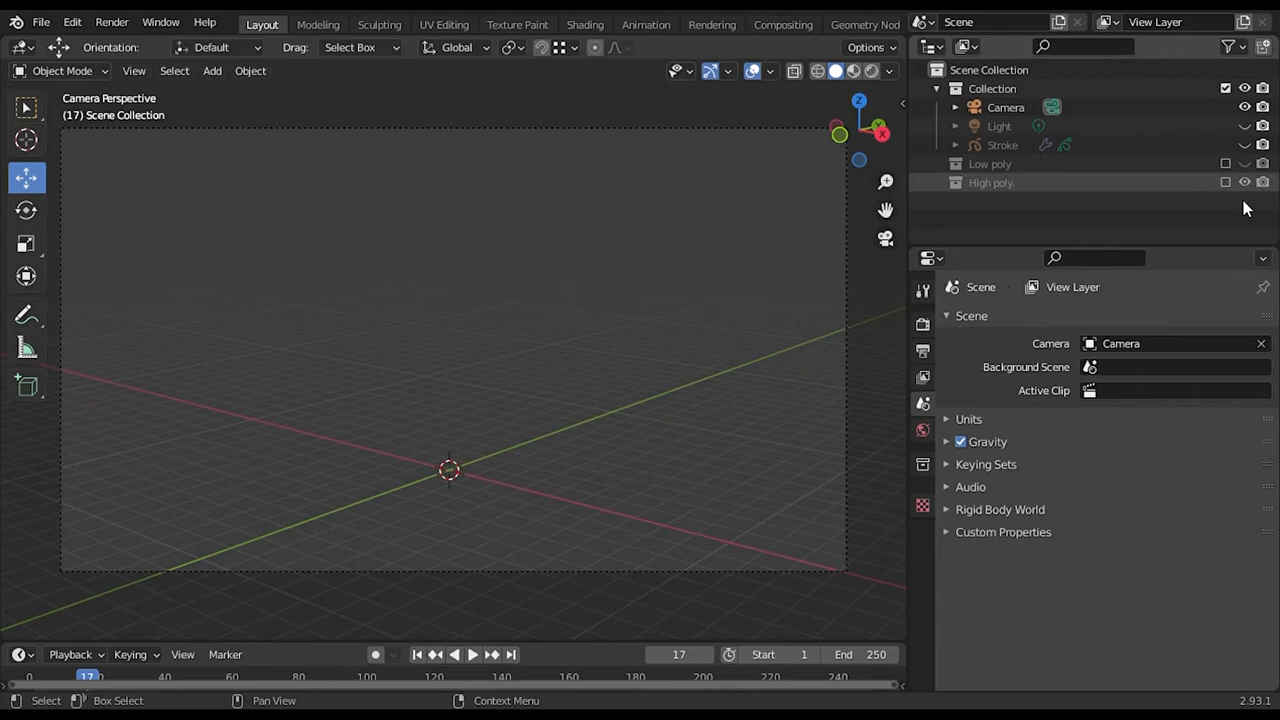 File Edit Render Window Help Layout Modeling Sculpting UV Editing Texture Paint Shading Animation Rendering Compositing Geometry Nod Scene View Layer
Orientation: Default Drag: Select Box Global Options
Object Mode View Select Add Object
Camera Perspective
(17) Scene Collection
Z
Y
X
Scene Collection
Collection
Camera
Light
Stroke
Low poly
High poly.
Scene View Layer
Scene
Camera Camera
Background Scene
Active Clip
Units
Gravity
Keying Sets
Audio
Rigid Body World
Custom Properties
Playback Keying View Marker 17 Start 1 End 250
0 17 40 60 80 100 120 140 160 180 200 220 240
Select Box Select Pan View Context Menu 2.93.1